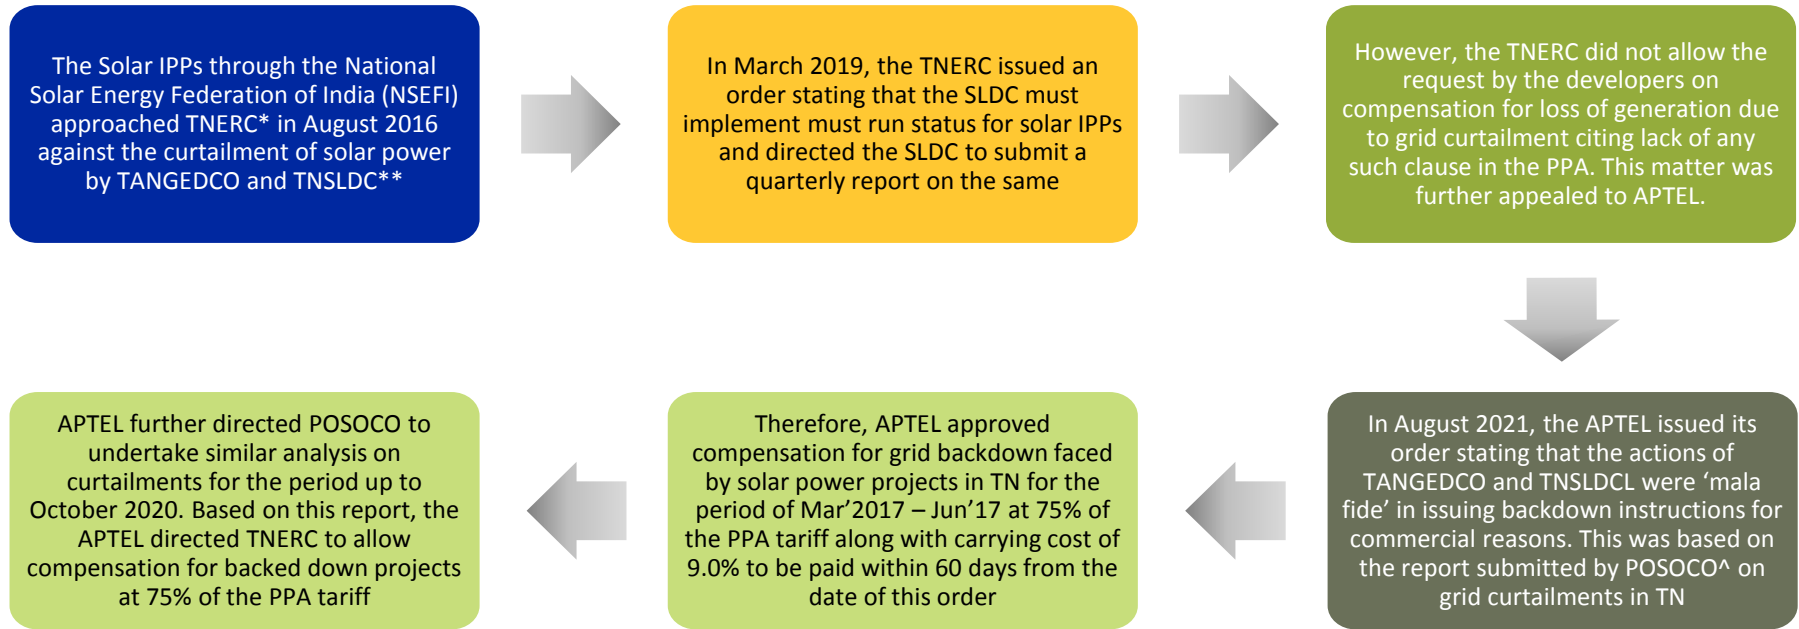 The Solar IPPs through the National
Solar Energy Federation of India (NSEFI)
approached TNERC* in August 2016
against the curtailment of solar power
by TANGEDCO and TNSLDC**
In March 2019, the TNERC issued an
order stating that the SLDC must
implement must run status for solar IPPs
and directed the SLDC to submit a
quarterly report on the same
However, the TNERC did not allow the
request by the developers on
compensation for loss of generation due
to grid curtailment citing lack of any
such clause in the PPA. This matter was
further appealed to APTEL.
In August 2021, the APTEL issued its
order stating that the actions of
TANGEDCO and TNSLDCL were ‘mala
fide’ in issuing backdown instructions for
commercial reasons. This was based on
the report submitted by POSOCO^ on
grid curtailments in TN
Therefore, APTEL approved
compensation for grid backdown faced
by solar power projects in TN for the
period of Mar’2017 – Jun’17 at 75% of
the PPA tariff along with carrying cost of
9.0% to be paid within 60 days from the
date of this order
APTEL further directed POSOCO to
undertake similar analysis on
curtailments for the period up to
October 2020. Based on this report, the
APTEL directed TNERC to allow
compensation for backed down projects
at 75% of the PPA tariff